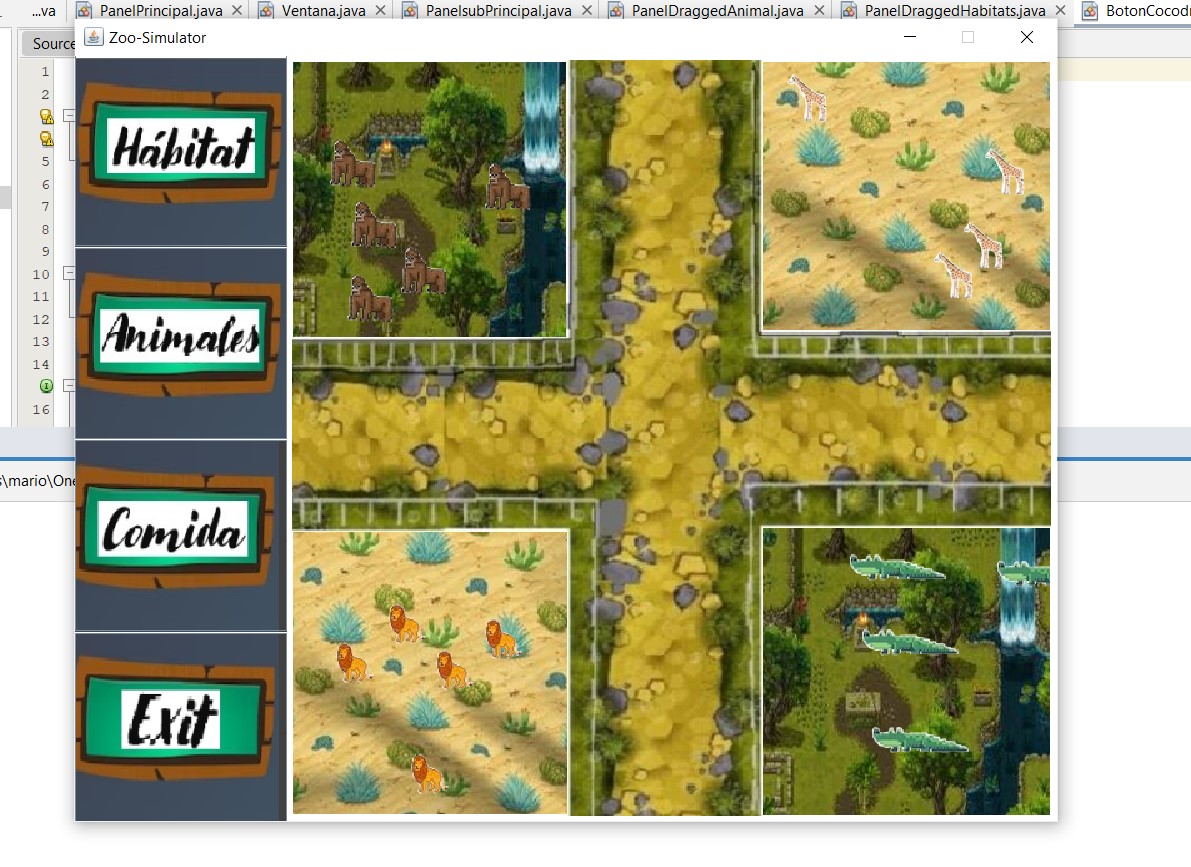 ...va
PanelPrincipal.java
Ventana.java
PanelsubPrincipal.java
PanelDraggedAnimal.java
PanelDraggedHabitats.java
BotonCocod
Source
Zoo-Simulator
1
2
5
6
7
8
9
10
11
12
13
14
16
Hábitat
Animales
Comida
s\mario\One
Exit